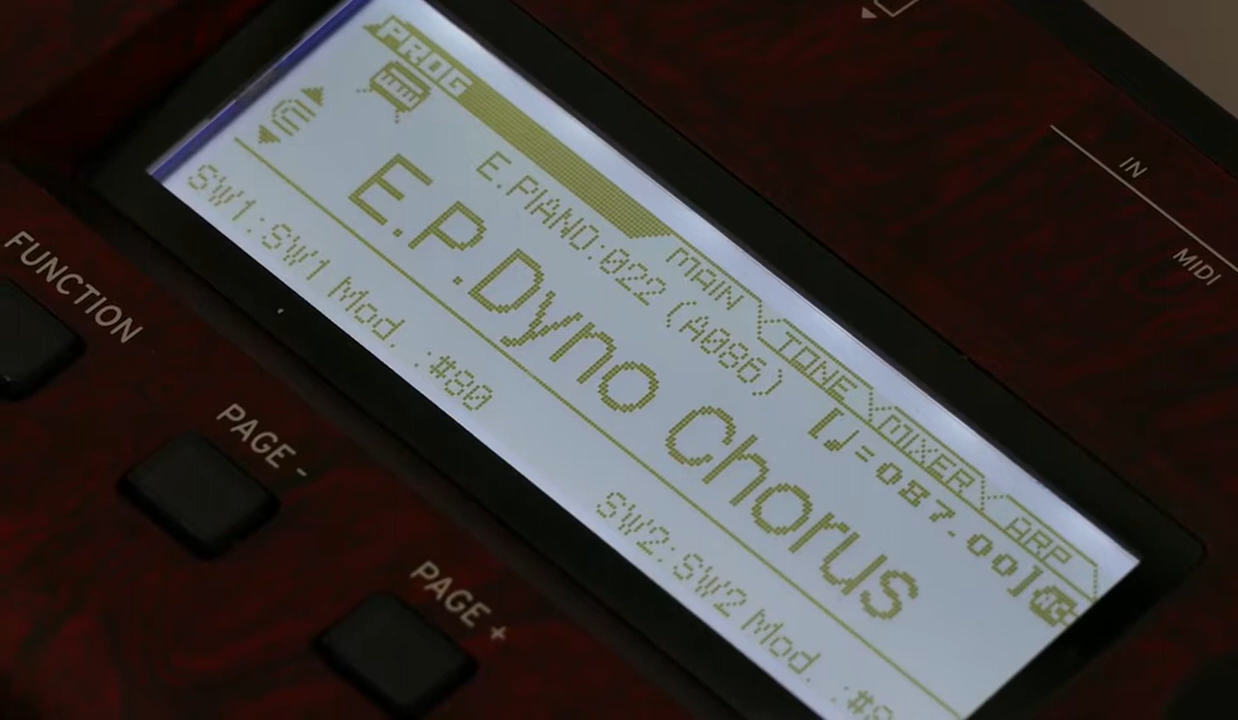 PROG MAIN TONE MIXER ARP
E.PIANO:022 (A086) [♩=087.00]
E.P.Dyno Chorus
SW1:SW1 Mod. :#80
SW2:SW2 Mod. :#8
FUNCTION
PAGE -
PAGE +
IN
MIDI